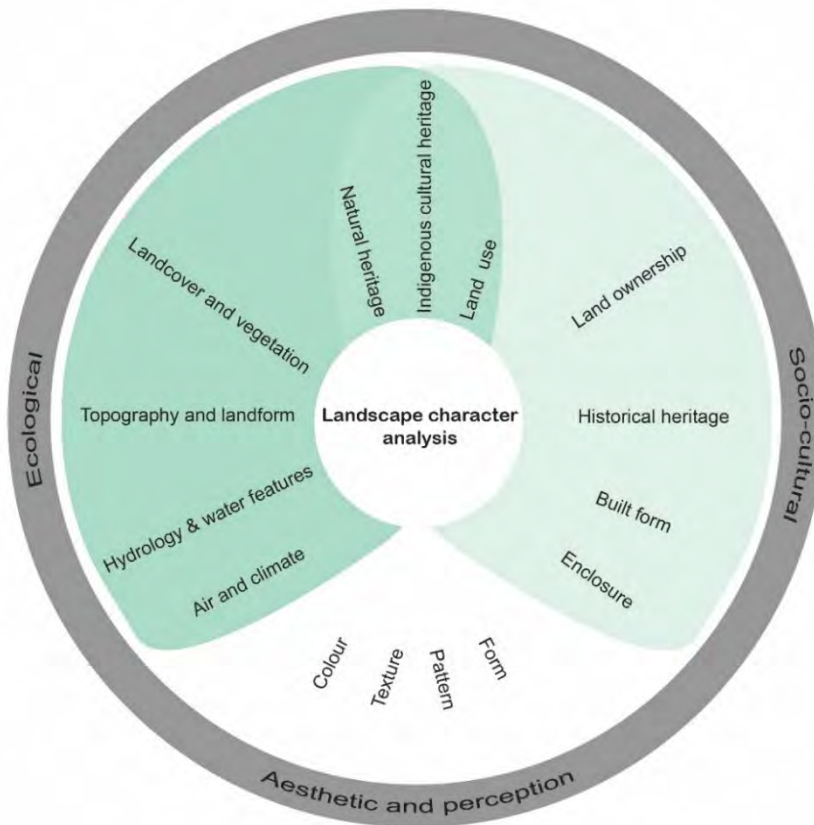 Ecological
Landcover and vegetation
Topography and landform
Hydrology & water features
Air and climate
Natural heritage
Indigenous cultural heritage
Land use
Landscape character
analysis
Socio-cultural
Land ownership
Historical heritage
Built form
Enclosure
Colour
Texture
Pattern
Form
Aesthetic and perception